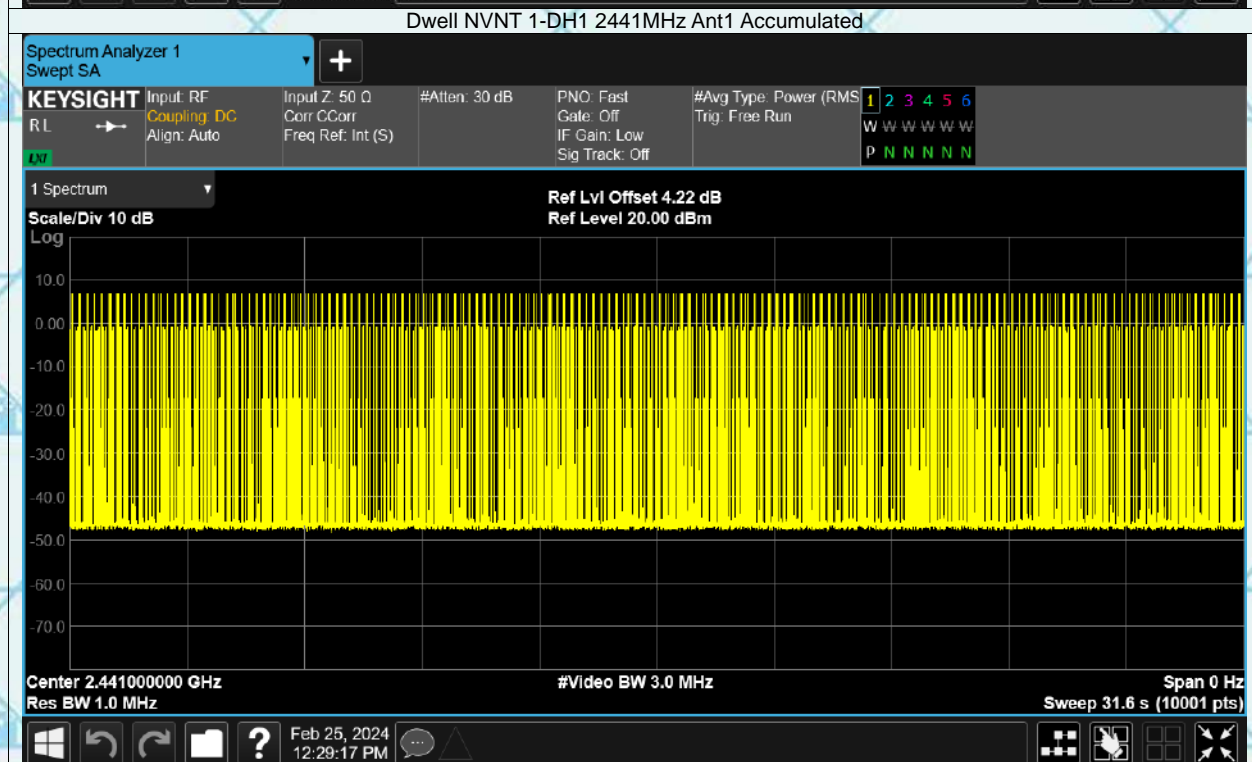 Dwell NVNT 1-DH1 2441MHz Ant1 Accumulated
Spectrum Analyzer 1
Swept SA
KEYSIGHT
RL
LXI
Input: RF
Coupling: DC
Align: Auto
Input Z: 50 Ω
Corr CCorr
Freq Ref: Int (S)
#Atten: 30 dB
PNO: Fast
Gate: Off
IF Gain: Low
Sig Track: Off
#Avg Type: Power (RMS
Trig: Free Run
1 2 3 4 5 6
W W W W W W
P N N N N N
1 Spectrum
Scale/Div 10 dB
Ref Lvl Offset 4.22 dB
Ref Level 20.00 dBm
Log
10.0
0.00
-10.0
-20.0
-30.0
-40.0
-50.0
-60.0
-70.0
Center 2.441000000 GHz
#Video BW 3.0 MHz
Span 0 Hz
Res BW 1.0 MHz
Sweep 31.6 s (10001 pts)
?
Feb 25, 2024
12:29:17 PM